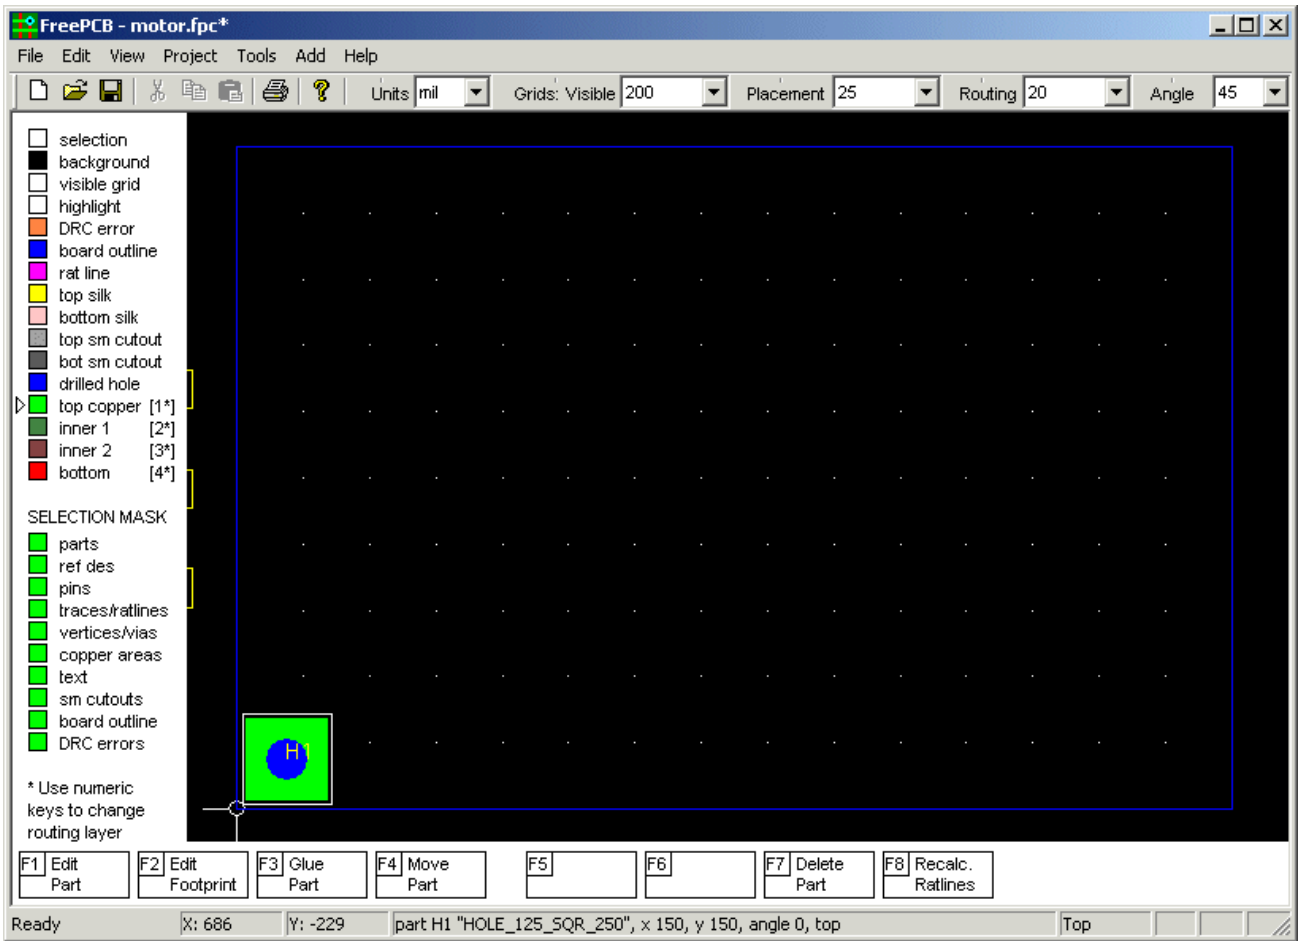 FreePCB - motor.fpc*
File Edit View Project Tools Add Help
Units mil Grids: Visible 200 Placement 25 Routing 20 Angle 45
selection
background
visible grid
highlight
DRC error
board outline
rat line
top silk
bottom silk
top sm cutout
bot sm cutout
drilled hole
top copper [1*]
inner 1 [2*]
inner 2 [3*]
bottom [4*]
SELECTION MASK
parts
ref des
pins
traces/ratlines
vertices/vias
copper areas
text
sm cutouts
board outline
DRC errors
* Use numeric
keys to change
routing layer
H1
F1 Edit Part
F2 Edit Footprint
F3 Glue Part
F4 Move Part
F5
F6
F7 Delete Part
F8 Recalc. Ratlines
Ready X: 686 Y: -229 part H1 "HOLE_125_SQR_250", x 150, y 150, angle 0, top Top